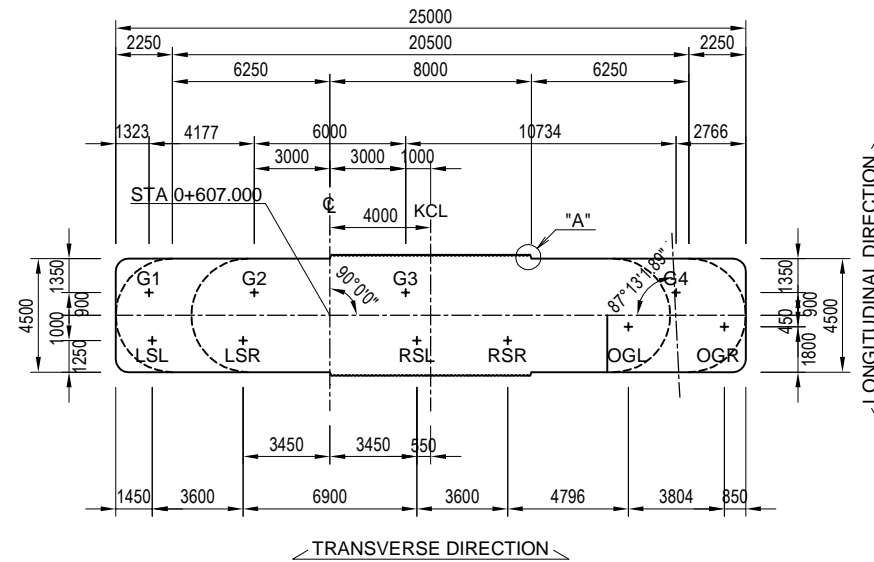 25000
2250 20500 2250
6250 8000 6250
1323 4177 6000 10734 2766
3000 3000 1000
STA 0+607.000
℄ KCL
4000
"A"
4500
1350
900
1000
1250
G1 G2 G3 G4
90°0'0"
87°13'1.89"
LSL LSR RSL RSR OGL OGR
1350
900
450
1800
4500
LONGITUDINAL DIRECTION
3450 3450 550
1450 3600 6900 3600 4796 3804 850
TRANSVERSE DIRECTION